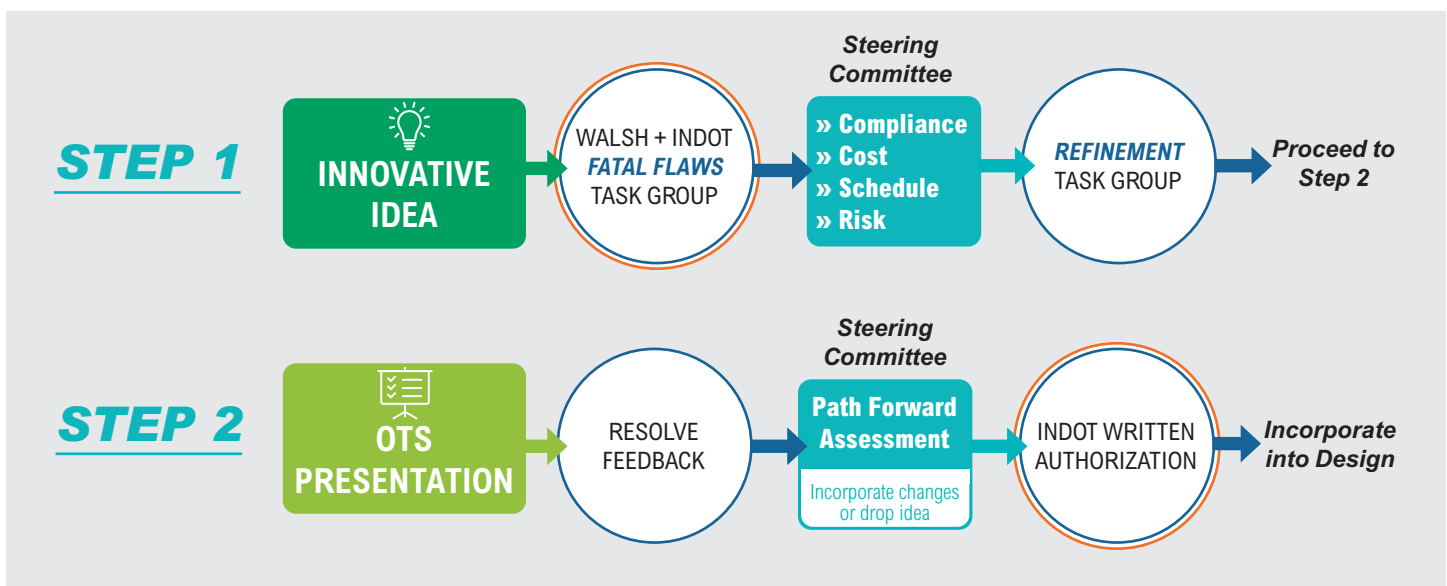 STEP 1
INNOVATIVE
IDEA
WALSH + INDOT
FATAL FLAWS
TASK GROUP
Steering
Committee
» Compliance
» Cost
» Schedule
» Risk
REFINEMENT
TASK GROUP
Proceed to
Step 2
STEP 2
OTS
PRESENTATION
RESOLVE
FEEDBACK
Steering
Committee
Path Forward
Assessment
Incorporate changes
or drop idea
INDOT WRITTEN
AUTHORIZATION
Incorporate
into Design